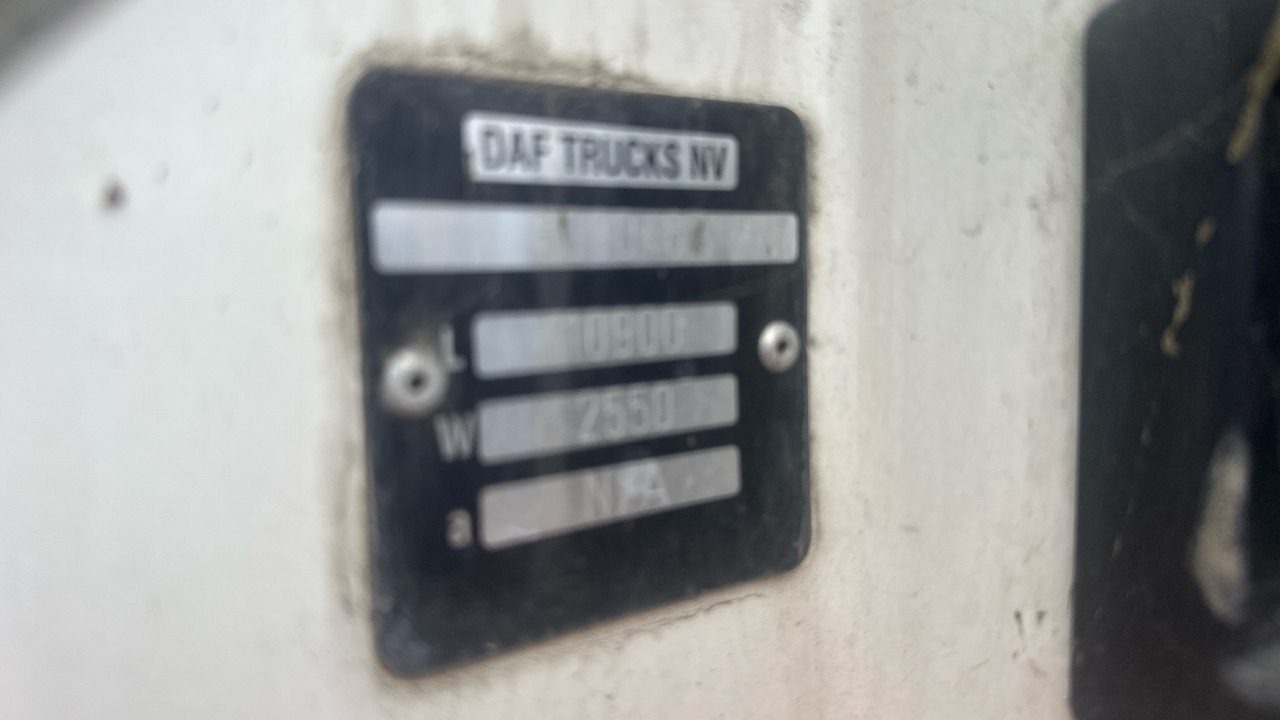 DAF TRUCKS NV
L 0900
W 2550
a N/A